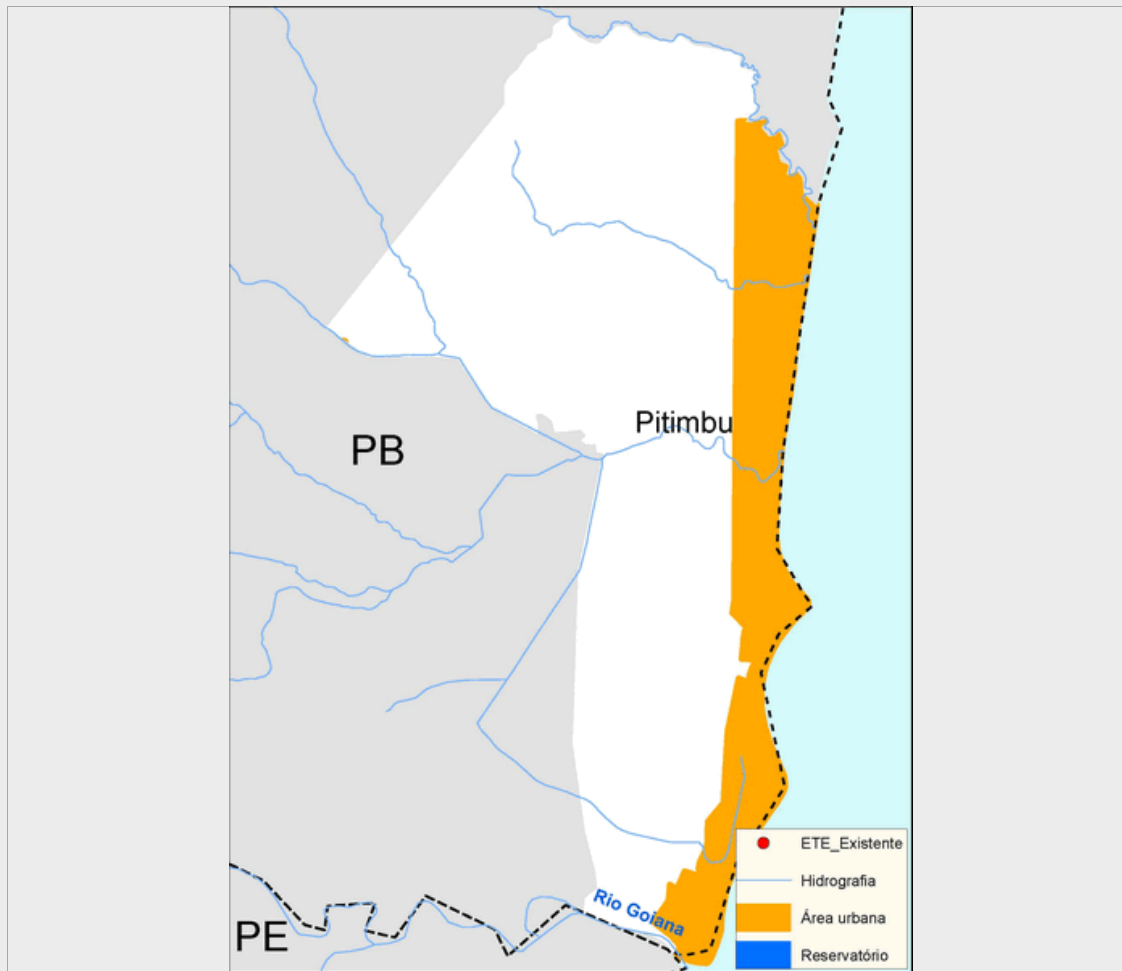 Pitimbu
PB
ETE_Existente
Hidrografia
Rio Goiana
Área urbana
PE
Reservatório